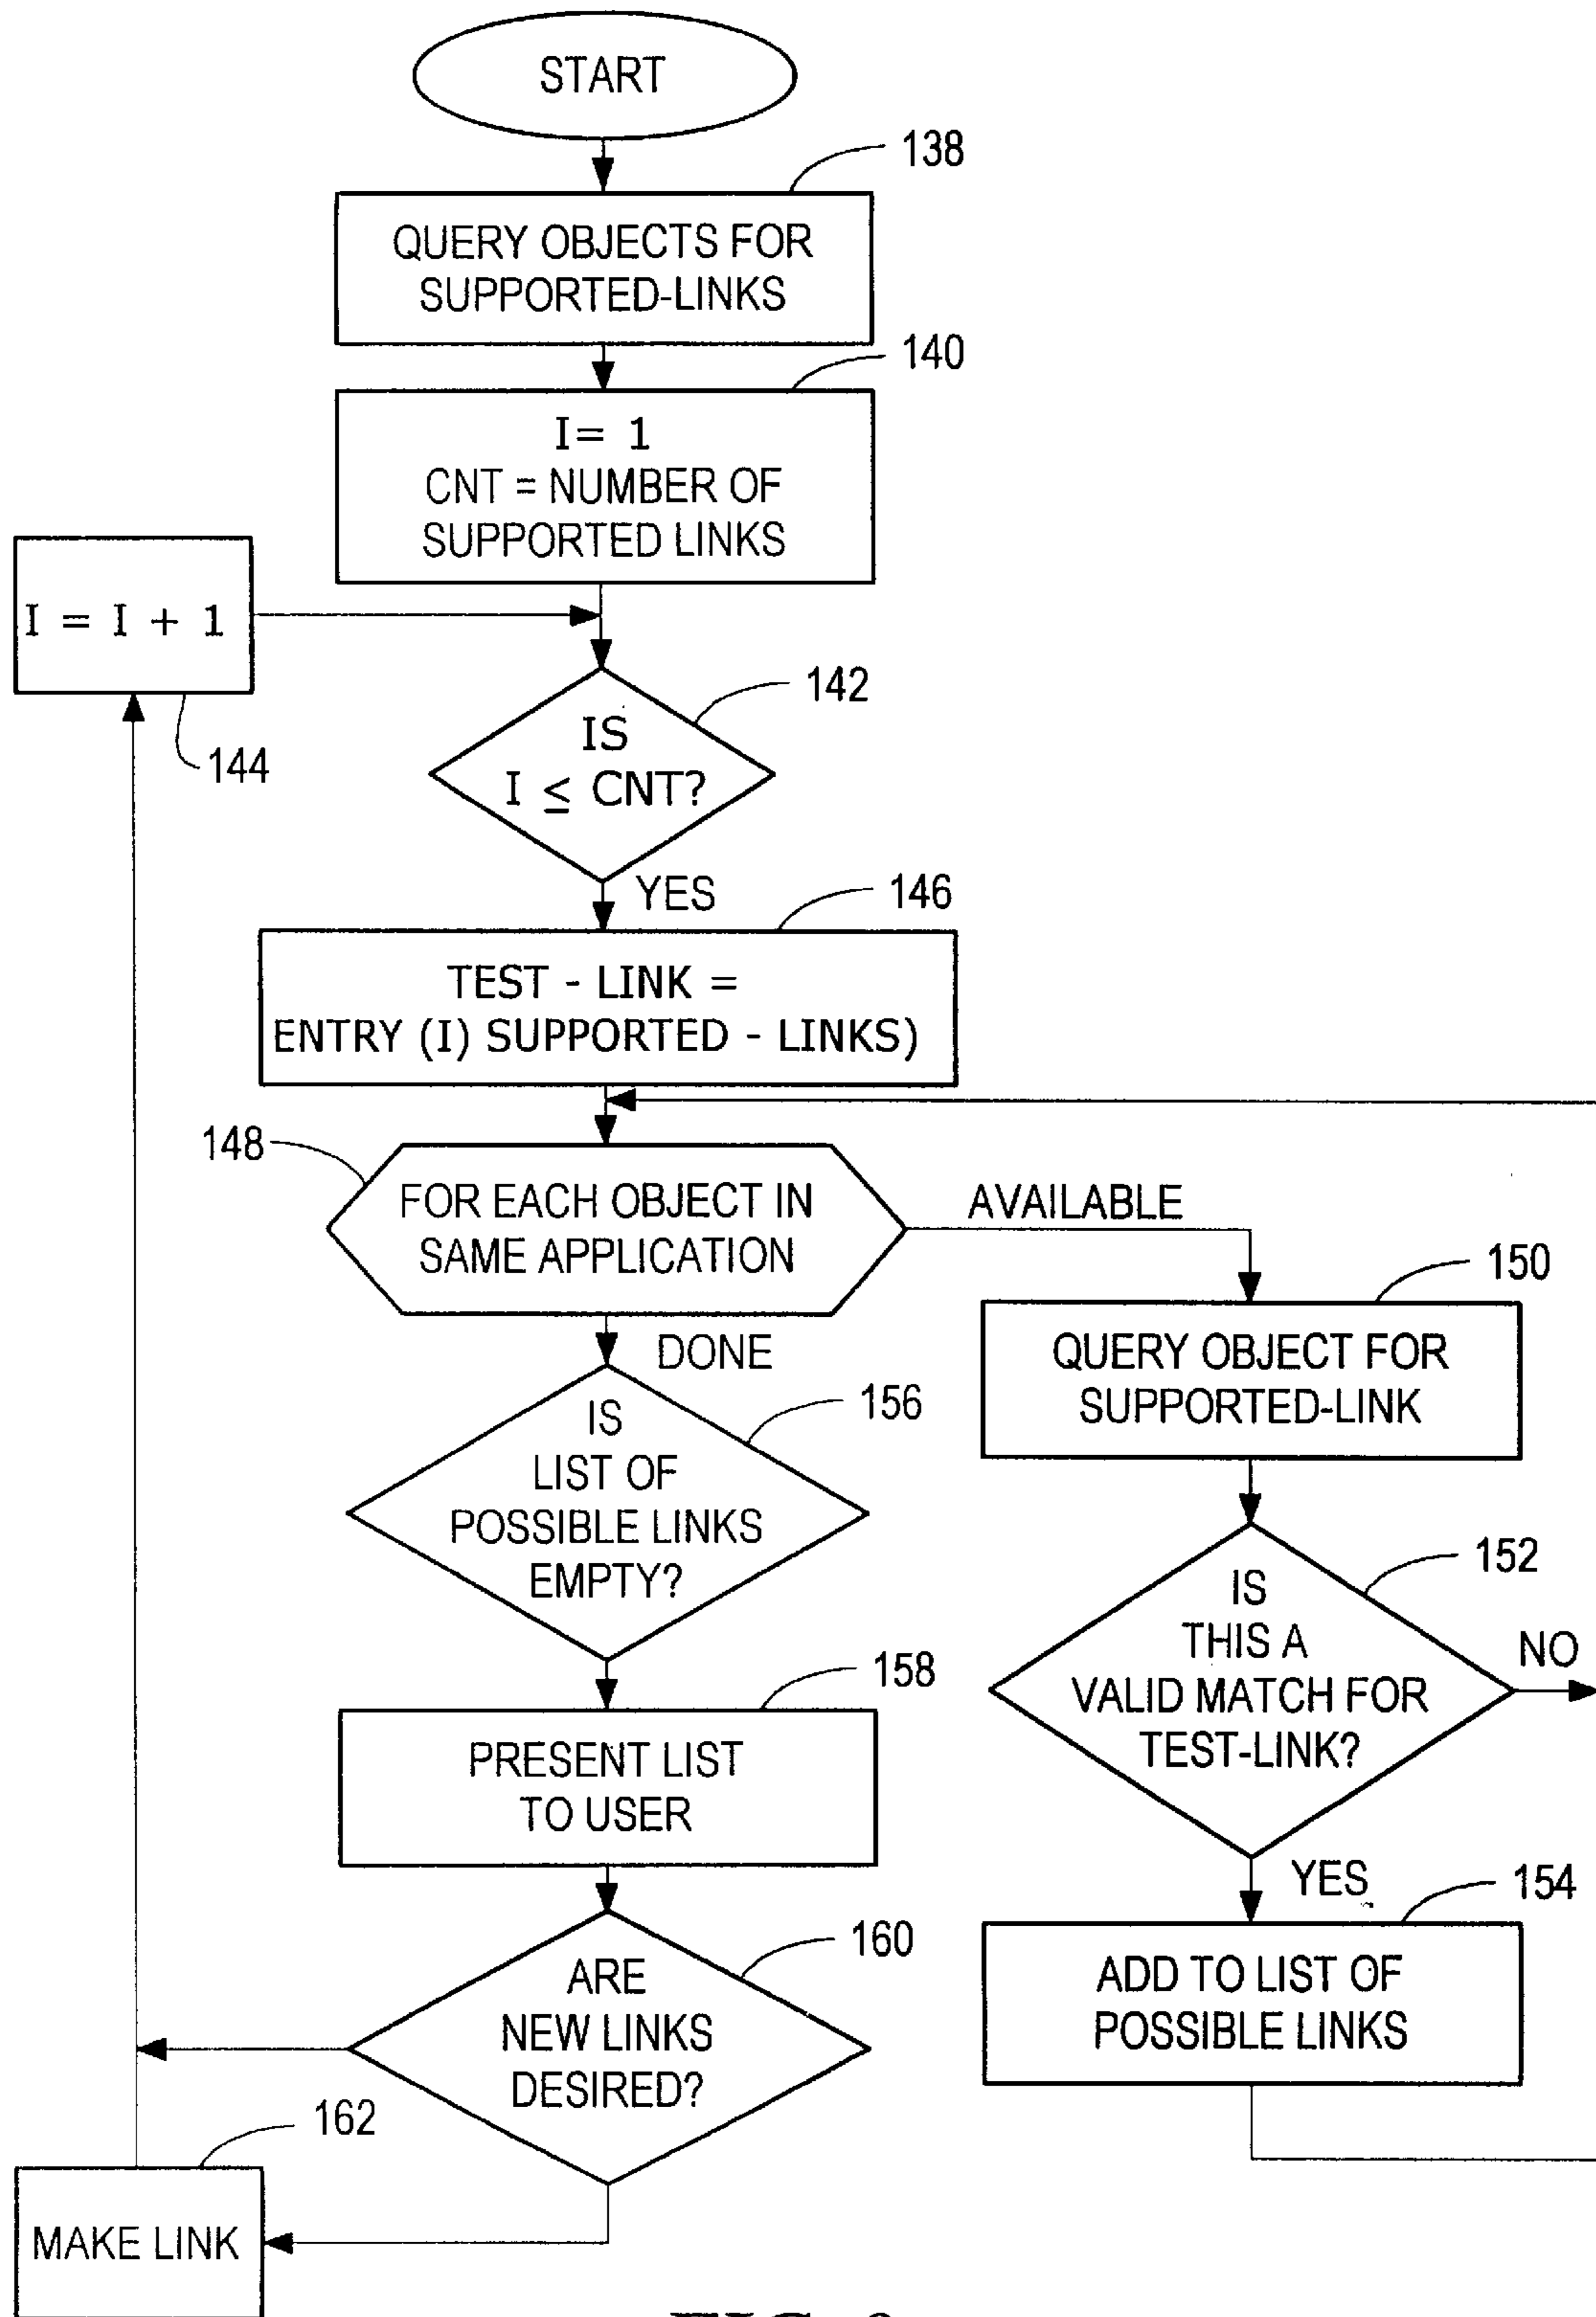 START
138
QUERY OBJECTS FOR
SUPPORTED-LINKS
140
I= 1
CNT = NUMBER OF
SUPPORTED LINKS
I = I + 1
144
142
IS
I ≤ CNT?
YES
146
TEST - LINK =
ENTRY (I) SUPPORTED - LINKS)
148
FOR EACH OBJECT IN
SAME APPLICATION
AVAILABLE
150
QUERY OBJECT FOR
SUPPORTED-LINK
DONE
156
IS
LIST OF
POSSIBLE LINKS
EMPTY?
152
IS
THIS A
VALID MATCH FOR
TEST-LINK?
NO
158
PRESENT LIST
TO USER
YES
154
ADD TO LIST OF
POSSIBLE LINKS
160
ARE
NEW LINKS
DESIRED?
162
MAKE LINK